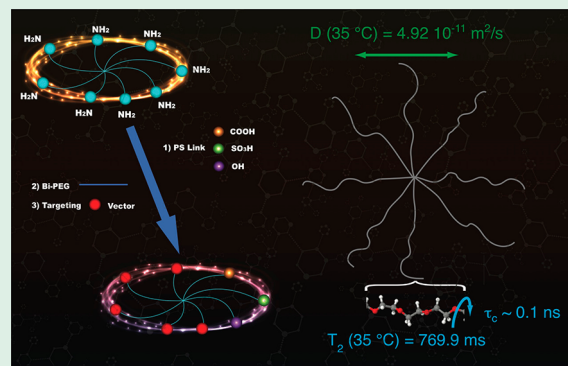 D (35 °C) = 4.92 10⁻¹¹ m²/s
NH₂
NH₂
H₂N
NH₂
H₂N
NH₂
H₂N
NH₂
COOH
1) PS Link
SO₃H
OH
2) Bi-PEG
3) Targeting
Vector
τc ~ 0.1 ns
T₂ (35 °C) = 769.9 ms